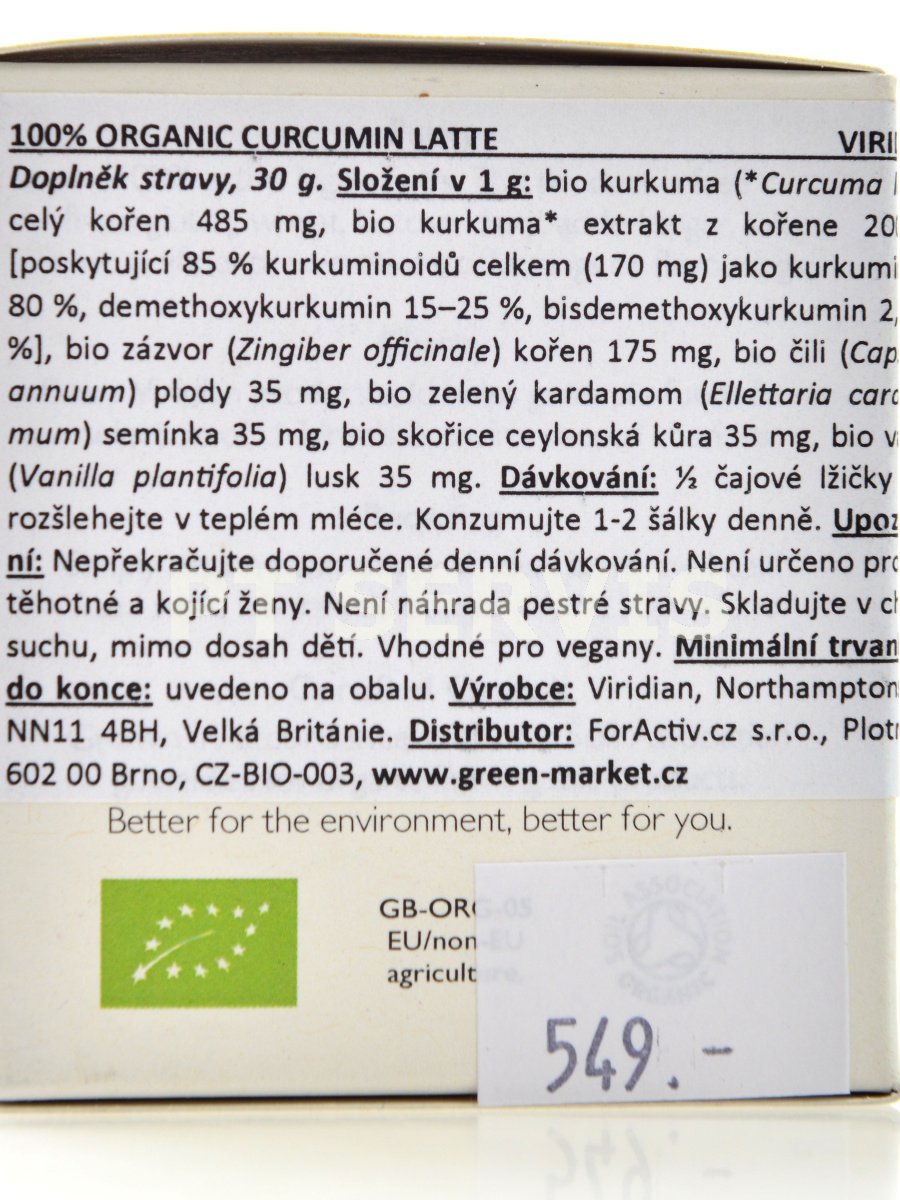 100% ORGANIC CURCUMIN LATTE
Doplněk stravy, 30 g. Složení v 1 g: bio kurkuma (*Curcuma
celý kořen 485 mg, bio kurkuma* extrakt z kořene
[poskytující 85 % kurkuminoidů celkem (170 mg) jako
80 %, demethoxykurkumin 15–25 %, bisdemethoxykurkumin
%], bio zázvor (Zingiber officinale) kořen 175 mg, bio čili
annuum) plody 35 mg, bio zelený kardamom (Ellettaria
mum) semínka 35 mg, bio skořice ceylonská kůra 35 mg, bio
(Vanilla plantifolia) lusk 35 mg. Dávkování: ½ čajové lžičky
rozšlehejte v teplém mléce. Konzumujte 1-2 šálky denně.
ní: Nepřekračujte doporučené denní dávkování. Není určeno pro
těhotné a kojící ženy. Není náhrada pestré stravy. Skladujte v
suchu, mimo dosah dětí. Vhodné pro vegany. Minimální
do konce: uvedeno na obalu. Výrobce: Viridian, Northampton
NN11 4BH, Velká Británie. Distributor: ForActiv.cz s.r.o.,
602 00 Brno, CZ-BIO-003, www.green-market.cz
PT SERVIS
Better for the environment, better for you.
GB-ORG-05
EU/non-EU
agriculture.
SOIL ASSOCIATION ORGANIC
549.-